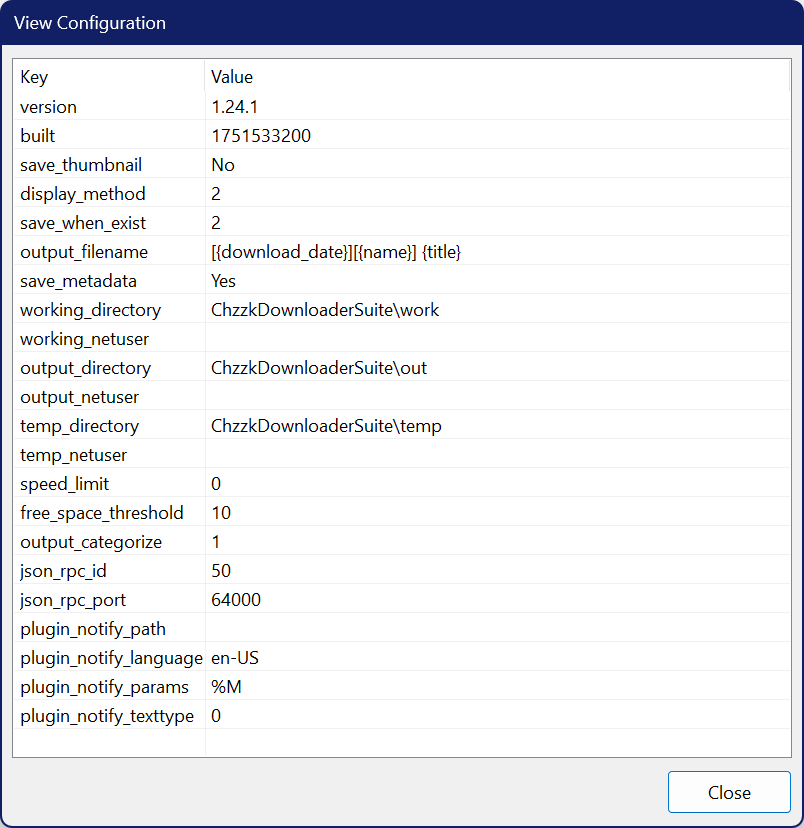 View Configuration
Key Value
version 1.24.1
built 1751533200
save_thumbnail No
display_method 2
save_when_exist 2
output_filename [{download_date}][{name}] {title}
save_metadata Yes
working_directory ChzzkDownloaderSuite\work
working_netuser
output_directory ChzzkDownloaderSuite\out
output_netuser
temp_directory ChzzkDownloaderSuite\temp
temp_netuser
speed_limit 0
free_space_threshold 10
output_categorize 1
json_rpc_id 50
json_rpc_port 64000
plugin_notify_path
plugin_notify_language en-US
plugin_notify_params %M
plugin_notify_texttype 0
Close